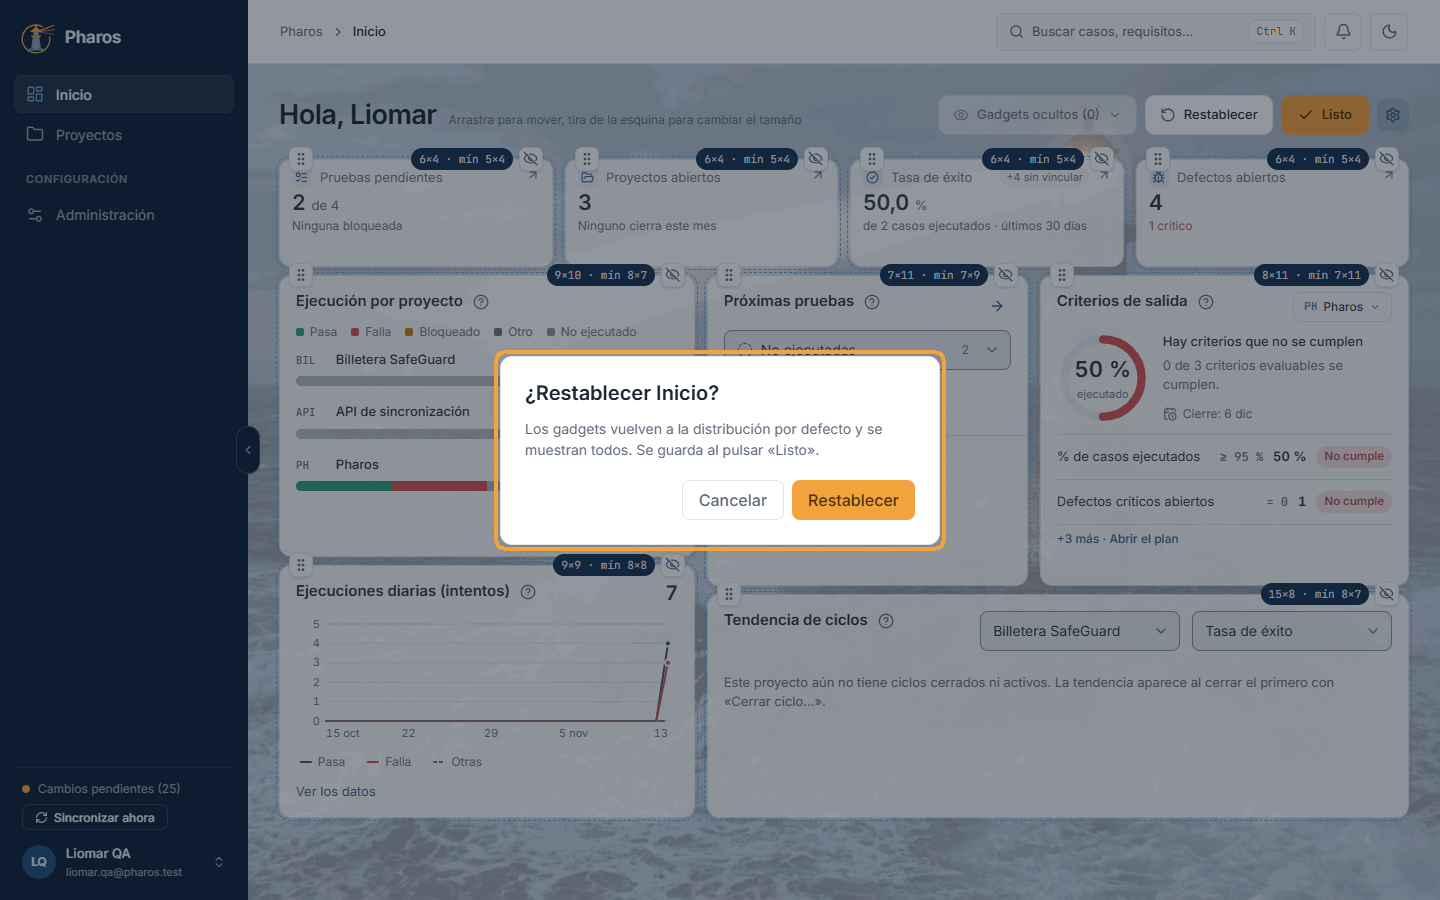 Pharos
Inicio
Proyectos
CONFIGURACIÓN
Administración
Cambios pendientes (25)
Sincronizar ahora
LQ
Liomar QA
liomar.qa@pharos.test
Pharos > Inicio
Buscar casos, requisitos...
Ctrl K
Hola, Liomar
Arrastra para mover, tira de la esquina para cambiar el tamaño
Gadgets ocultos (0)
Restablecer
Listo
6×4 · mín 5×4
Pruebas pendientes
2 de 4
Ninguna bloqueada
6×4 · mín 5×4
Proyectos abiertos
3
Ninguno cierra este mes
6×4 · mín 5×4
Tasa de éxito
+4 sin vincular
50,0 %
de 2 casos ejecutados · últimos 30 días
6×4 · mín 5×4
Defectos abiertos
4
1 crítico
9×10 · mín 8×7
Ejecución por proyecto
Pasa
Falla
Bloqueado
Otro
No ejecutado
BIL Billetera SafeGuard
API API de sincronización
PH Pharos
7×11 · mín 7×9
Próximas pruebas
No ejecutadas
2
8×11 · mín 7×11
Criterios de salida
PH Pharos
50 %
ejecutado
Hay criterios que no se cumplen
0 de 3 criterios evaluables se
cumplen.
Cierre: 6 dic
% de casos ejecutados ≥ 95 % 50 % No cumple
Defectos críticos abiertos = 0 1 No cumple
+3 más · Abrir el plan
¿Restablecer Inicio?
Los gadgets vuelven a la distribución por defecto y se
muestran todos. Se guarda al pulsar «Listo».
Cancelar
Restablecer
9×9 · mín 8×8
Ejecuciones diarias (intentos)
7
5
4
3
2
1
0
15 oct 22 29 5 nov 13
Pasa
Falla
Otras
Ver los datos
15×8 · mín 8×7
Tendencia de ciclos
Billetera SafeGuard
Tasa de éxito
Este proyecto aún no tiene ciclos cerrados ni activos. La tendencia aparece al cerrar el primero con
«Cerrar ciclo...».